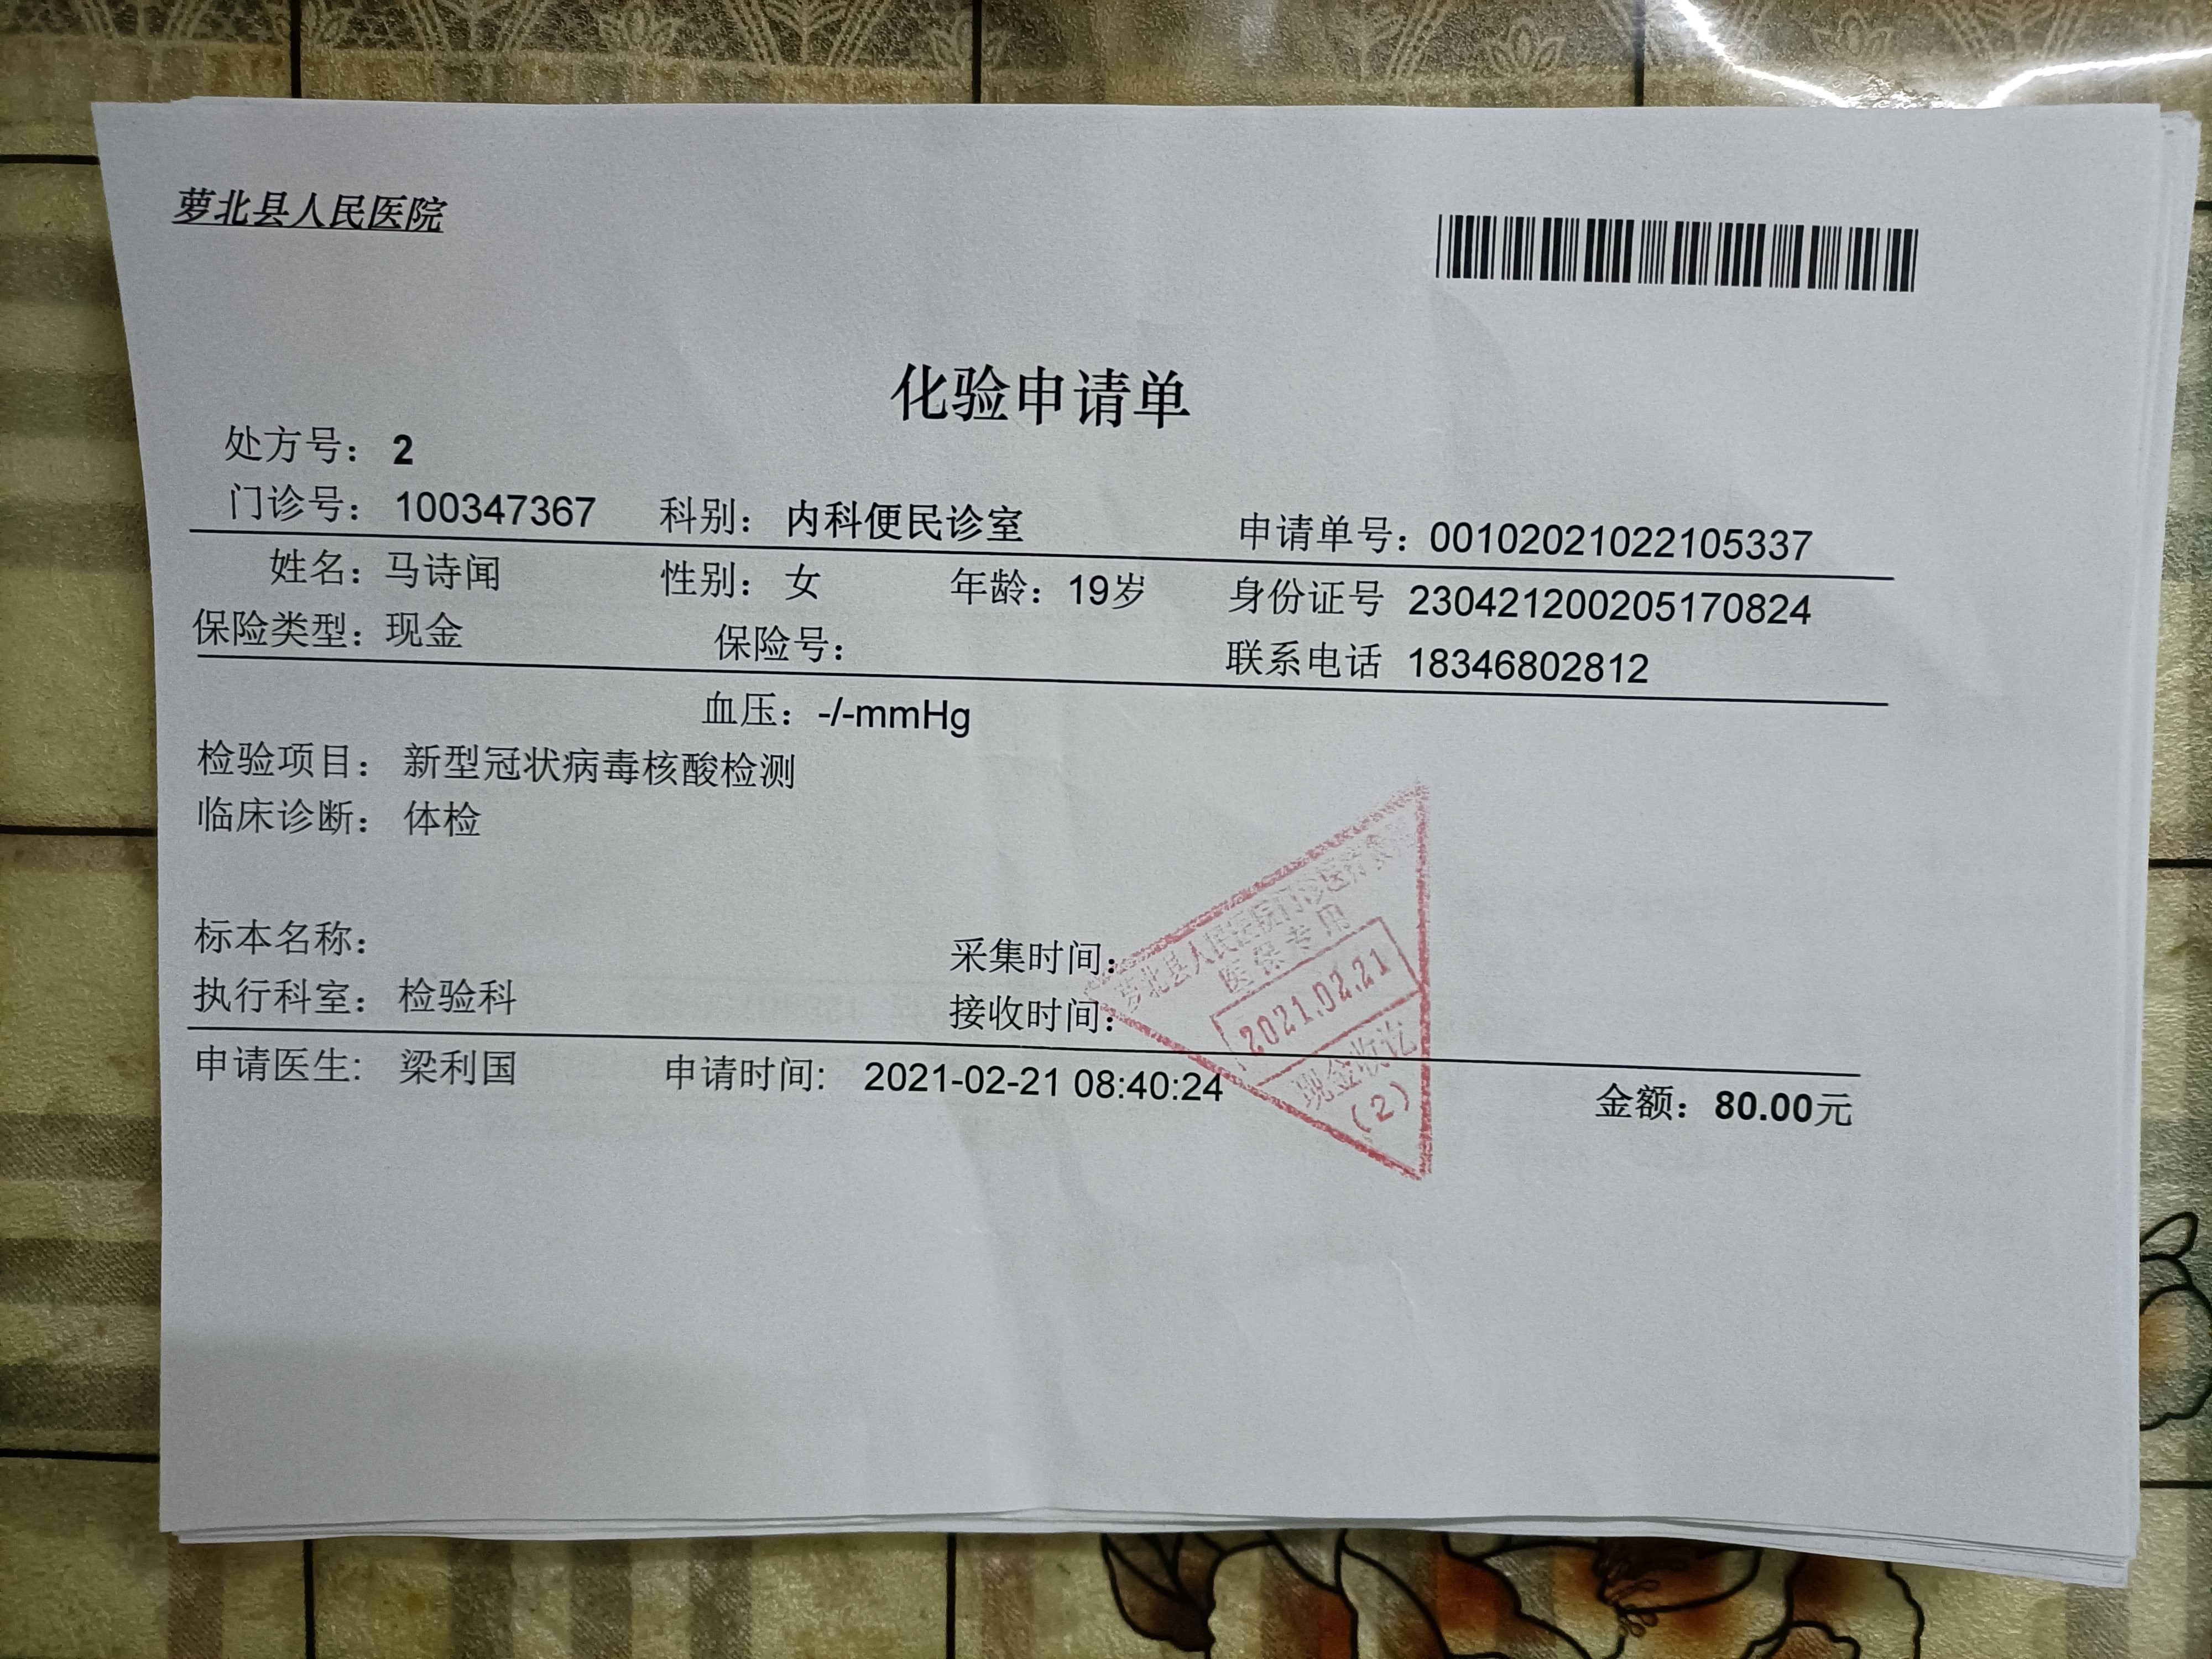 萝北县人民医院
化验申请单
处方号： 2
门诊号： 100347367 科别： 内科便民诊室 申请单号：00102021022105337
姓名：马诗闻 性别： 女 年龄：19岁 身份证号 230421200205170824
保险类型：现金 保险号： 联系电话 18346802812
血压：-/-mmHg
检验项目： 新型冠状病毒核酸检测
临床诊断： 体检
标本名称： 采集时间：
执行科室： 检验科 接收时间：
申请医生: 梁利国 申请时间: 2021-02-21 08:40:24 金额：80.00元
萝北县人民医院门诊医疗
医保专用
2021.02.21
现金收讫
(2)